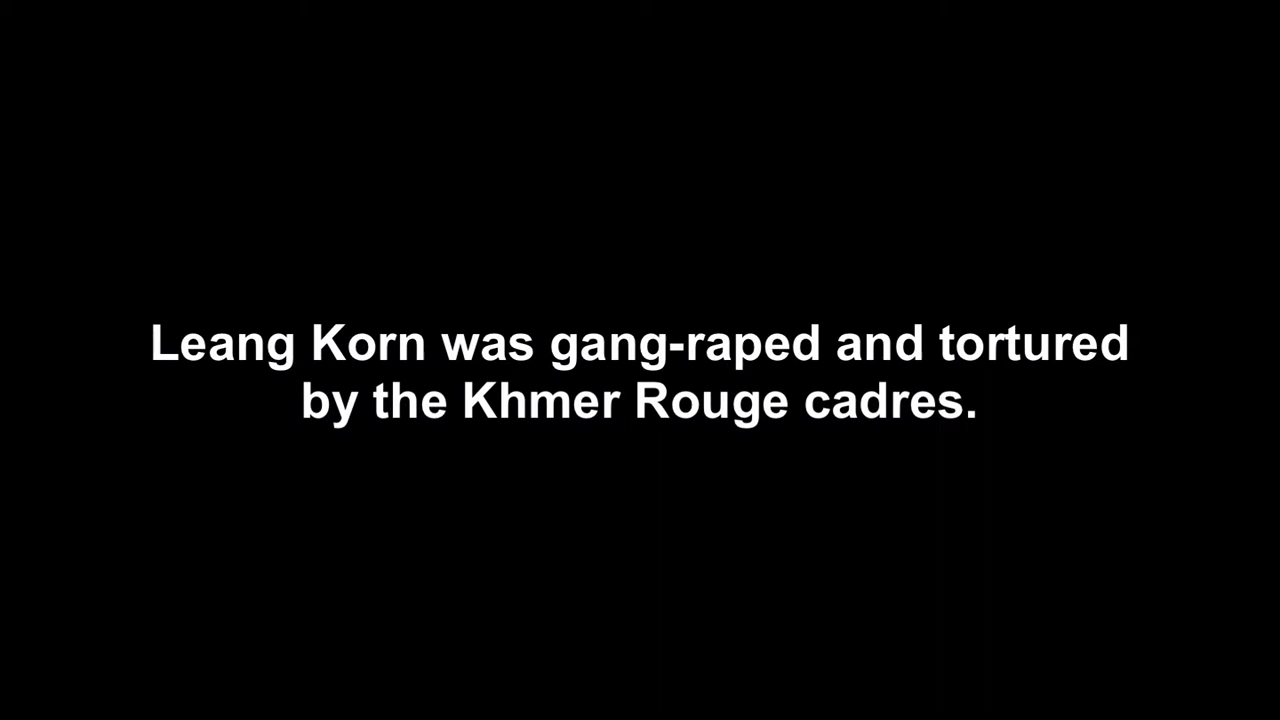 Leang Korn was gang-raped and tortured
by the Khmer Rouge cadres.